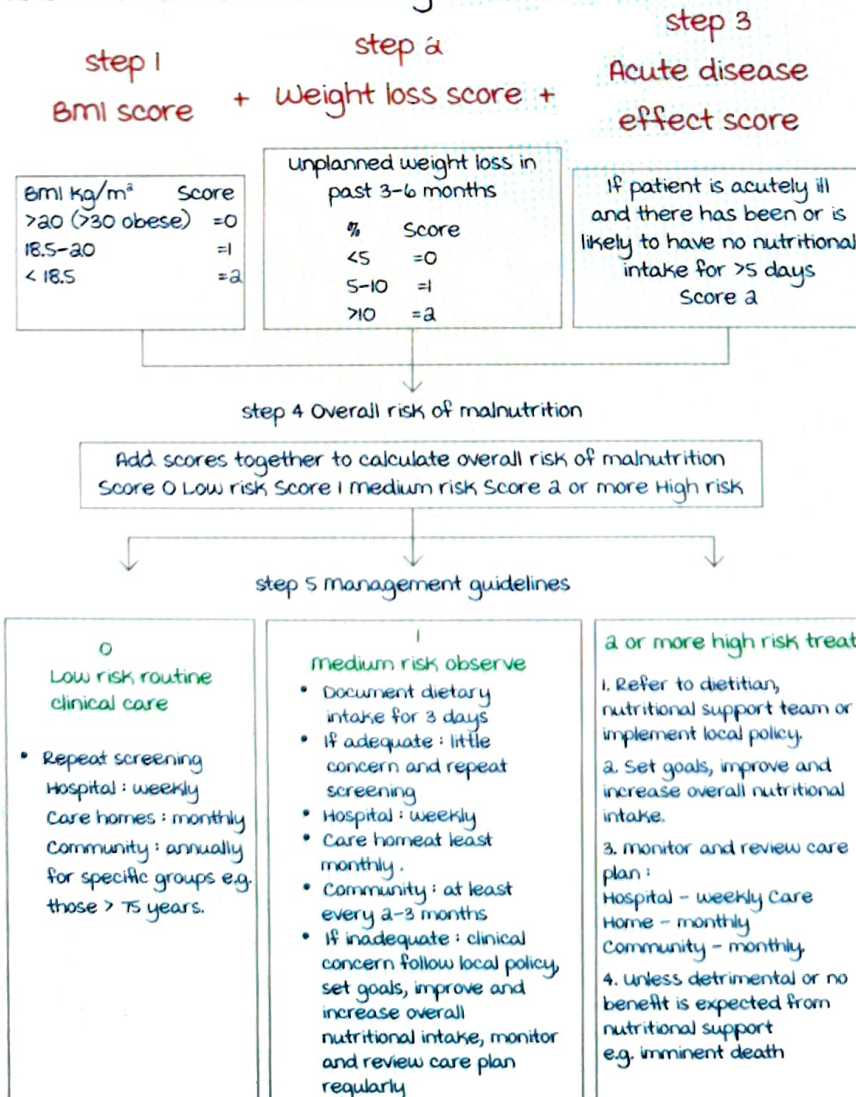 step 1
BMI score
+
step 2
Weight loss score +
step 3
Acute disease
effect score
BMI kg/m² Score
>20 (>30 obese) =0
18.5-20 =1
< 18.5 =2
unplanned weight loss in
past 3-6 months
% Score
<5 =0
5-10 =1
>10 =2
If patient is acutely ill
and there has been or is
likely to have no nutritional
intake for >5 days
Score 2
step 4 Overall risk of malnutrition
Add scores together to calculate overall risk of malnutrition
Score 0 Low risk Score 1 medium risk Score 2 or more High risk
step 5 management guidelines
0
Low risk routine
clinical care
• Repeat screening
Hospital : weekly
Care homes : monthly
Community : annually
for specific groups e.g.
those > 75 years.
1
medium risk observe
• Document dietary
intake for 3 days
• If adequate : little
concern and repeat
screening
• Hospital : weekly
• Care homeat least
monthly.
• Community : at least
every 2-3 months
• If inadequate : clinical
concern follow local policy,
set goals, improve and
increase overall
nutritional intake, monitor
and review care plan
regularly
2 or more high risk treat
1. Refer to dietitian,
nutritional support team or
implement local policy.
2. Set goals, improve and
increase overall nutritional
intake.
3. monitor and review care
plan :
Hospital - weekly Care
Home - monthly
Community - monthly.
4. unless detrimental or no
benefit is expected from
nutritional support
e.g. imminent death